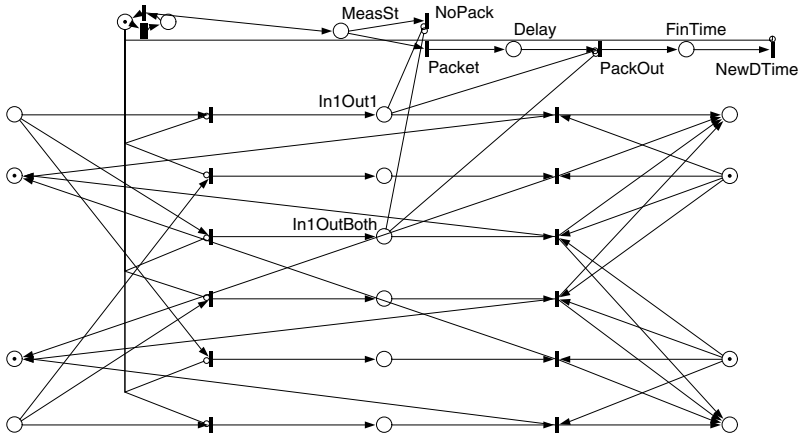 MeasSt
NoPack
Delay
FinTime
Packet
PackOut
NewDTime
In1Out1
In1OutBoth